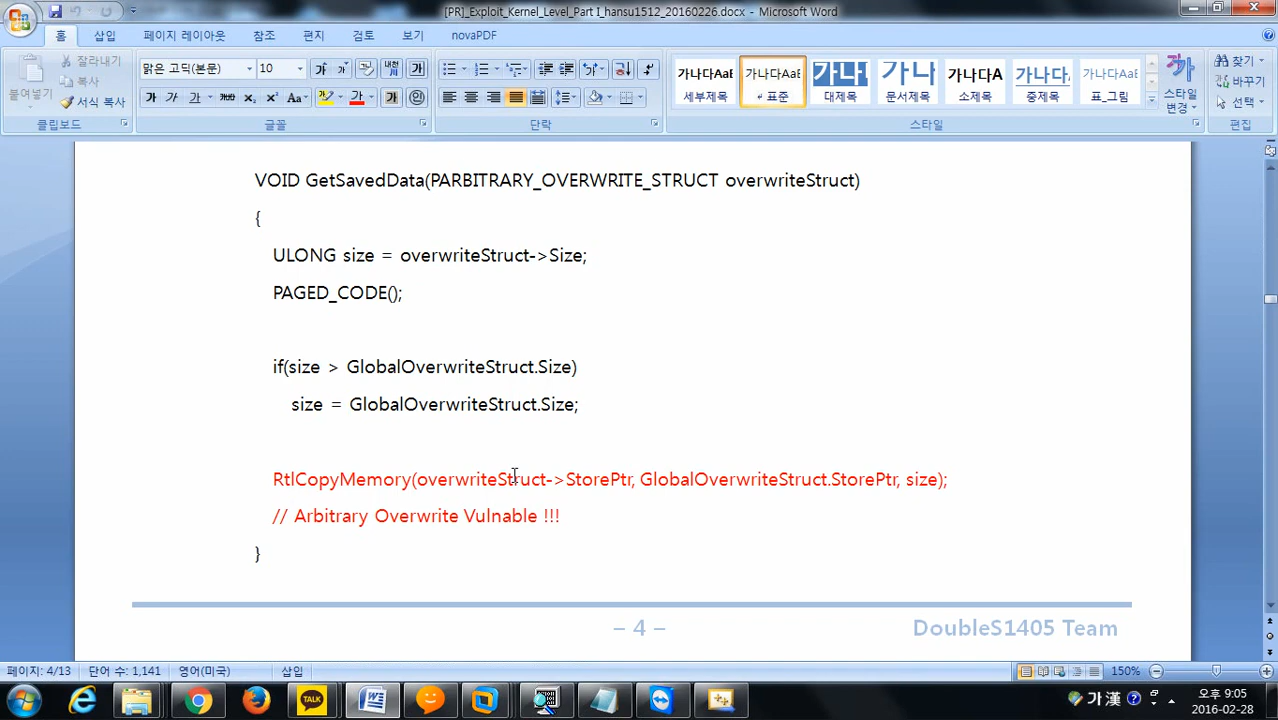 [PR]_Exploit_Kernel_Level_Part I_hansu1512_20160226.docx - Microsoft Word
홈 삽입 페이지 레이아웃 참조 편지 검토 보기 novaPDF
붙여넣기
잘라내기
복사
서식 복사
맑은 고딕(본문) 10
가나다AaB 가나다AaB 가나 가나 가나다A 가나다AaB 가나다AaBb
세부제목 표준 대제목 문서제목 소제목 중제목 표_그림
스타일
변경
찾기
바꾸기
선택
클립보드 글꼴 단락 스타일 편집
VOID GetSavedData(PARBITRARY_OVERWRITE_STRUCT overwriteStruct)
{
ULONG size = overwriteStruct->Size;
PAGED_CODE();
if(size > GlobalOverwriteStruct.Size)
size = GlobalOverwriteStruct.Size;
RtlCopyMemory(overwriteStruct->StorePtr, GlobalOverwriteStruct.StorePtr, size);
// Arbitrary Overwrite Vulnable !!!
}
– 4 –
DoubleS1405 Team
페이지: 4/13 단어 수: 1,141 영어(미국) 삽입 150%
TALK
가 漢
오후 9:05
2016-02-28